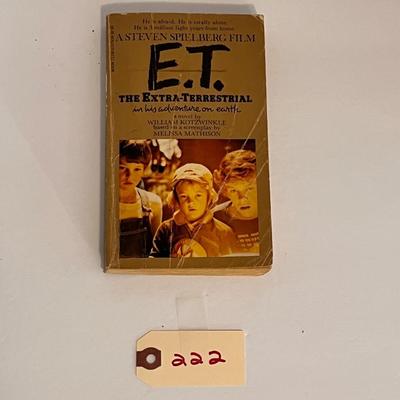 He is afraid. He is totally alone.
He is 3 million light years from home.
A STEVEN SPIELBERG FILM
E.T.
THE EXTRA-TERRESTRIAL
in his adventure on earth
a novel by
WILLIAM KOTZWINKLE
based on a screenplay by
MELISSA MATHISON
222